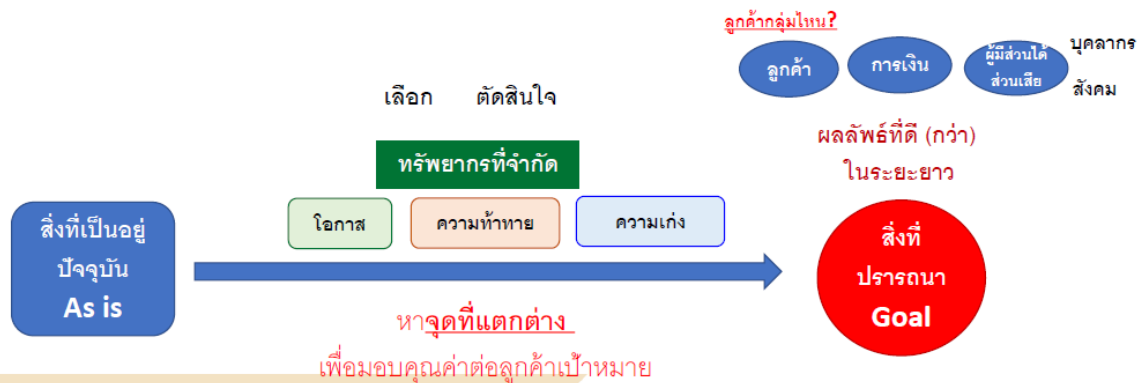 ลูกค้ากลุ่มไหน?
ลูกค้า
การเงิน
ผู้มีส่วนได้
ส่วนเสีย
บุคลากร
สังคม
เลือก ตัดสินใจ
ทรัพยากรที่จำกัด
ผลลัพธ์ที่ดี (กว่า)
ในระยะยาว
สิ่งที่เป็นอยู่
ปัจจุบัน
As is
โอกาส
ความท้าทาย
ความเก่ง
สิ่งที่
ปรารถนา
Goal
หาจุดที่แตกต่าง
เพื่อมอบคุณค่าต่อลูกค้าเป้าหมาย